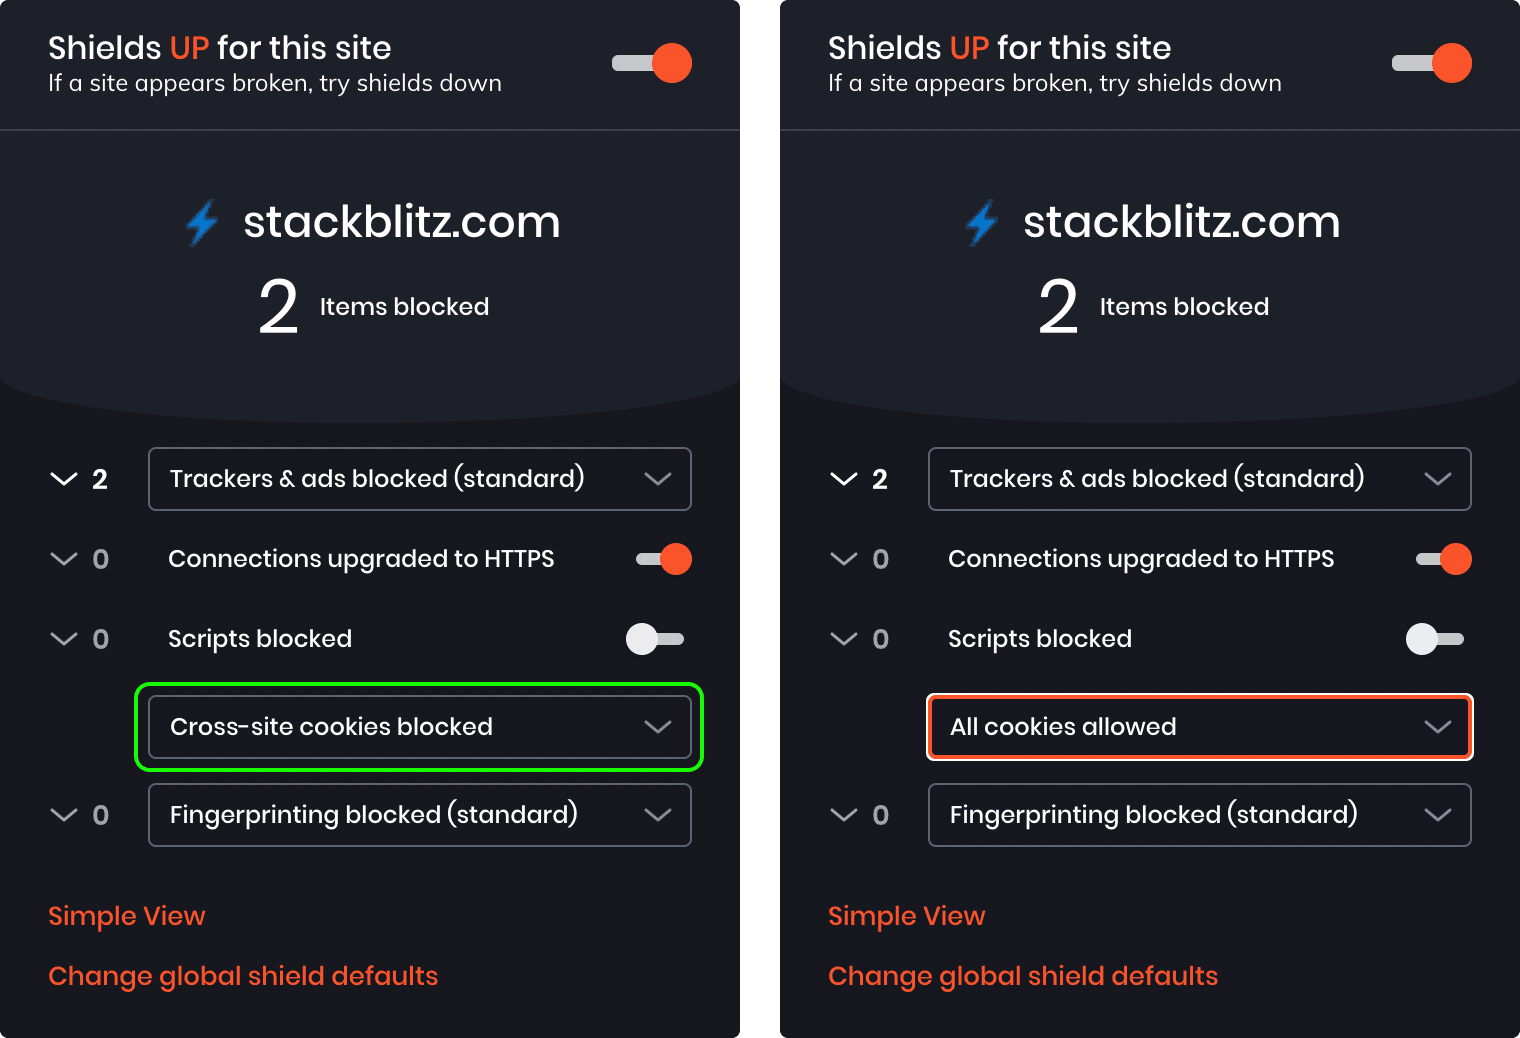 Shields UP for this site
If a site appears broken, try shields down
stackblitz.com
2 Items blocked
2 Trackers & ads blocked (standard)
0 Connections upgraded to HTTPS
0 Scripts blocked
Cross-site cookies blocked
0 Fingerprinting blocked (standard)
Simple View
Change global shield defaults
Shields UP for this site
If a site appears broken, try shields down
stackblitz.com
2 Items blocked
2 Trackers & ads blocked (standard)
0 Connections upgraded to HTTPS
0 Scripts blocked
All cookies allowed
0 Fingerprinting blocked (standard)
Simple View
Change global shield defaults